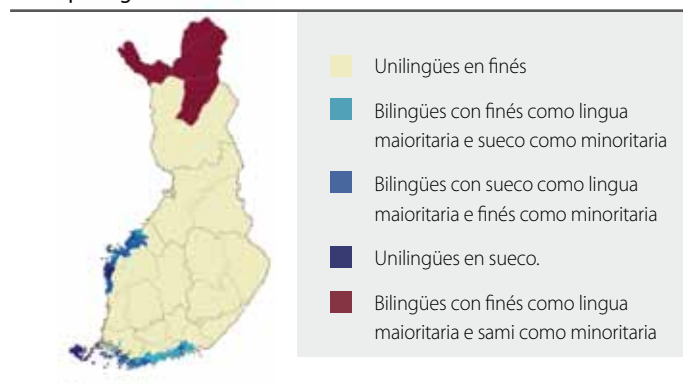 Unilingües en finés
Bilingües con finés como lingua
maioritaria e sueco como minoritaria
Bilingües con sueco como lingua
maioritaria e finés como minoritaria
Unilingües en sueco.
Bilingües con finés como lingua
maioritaria e sami como minoritaria